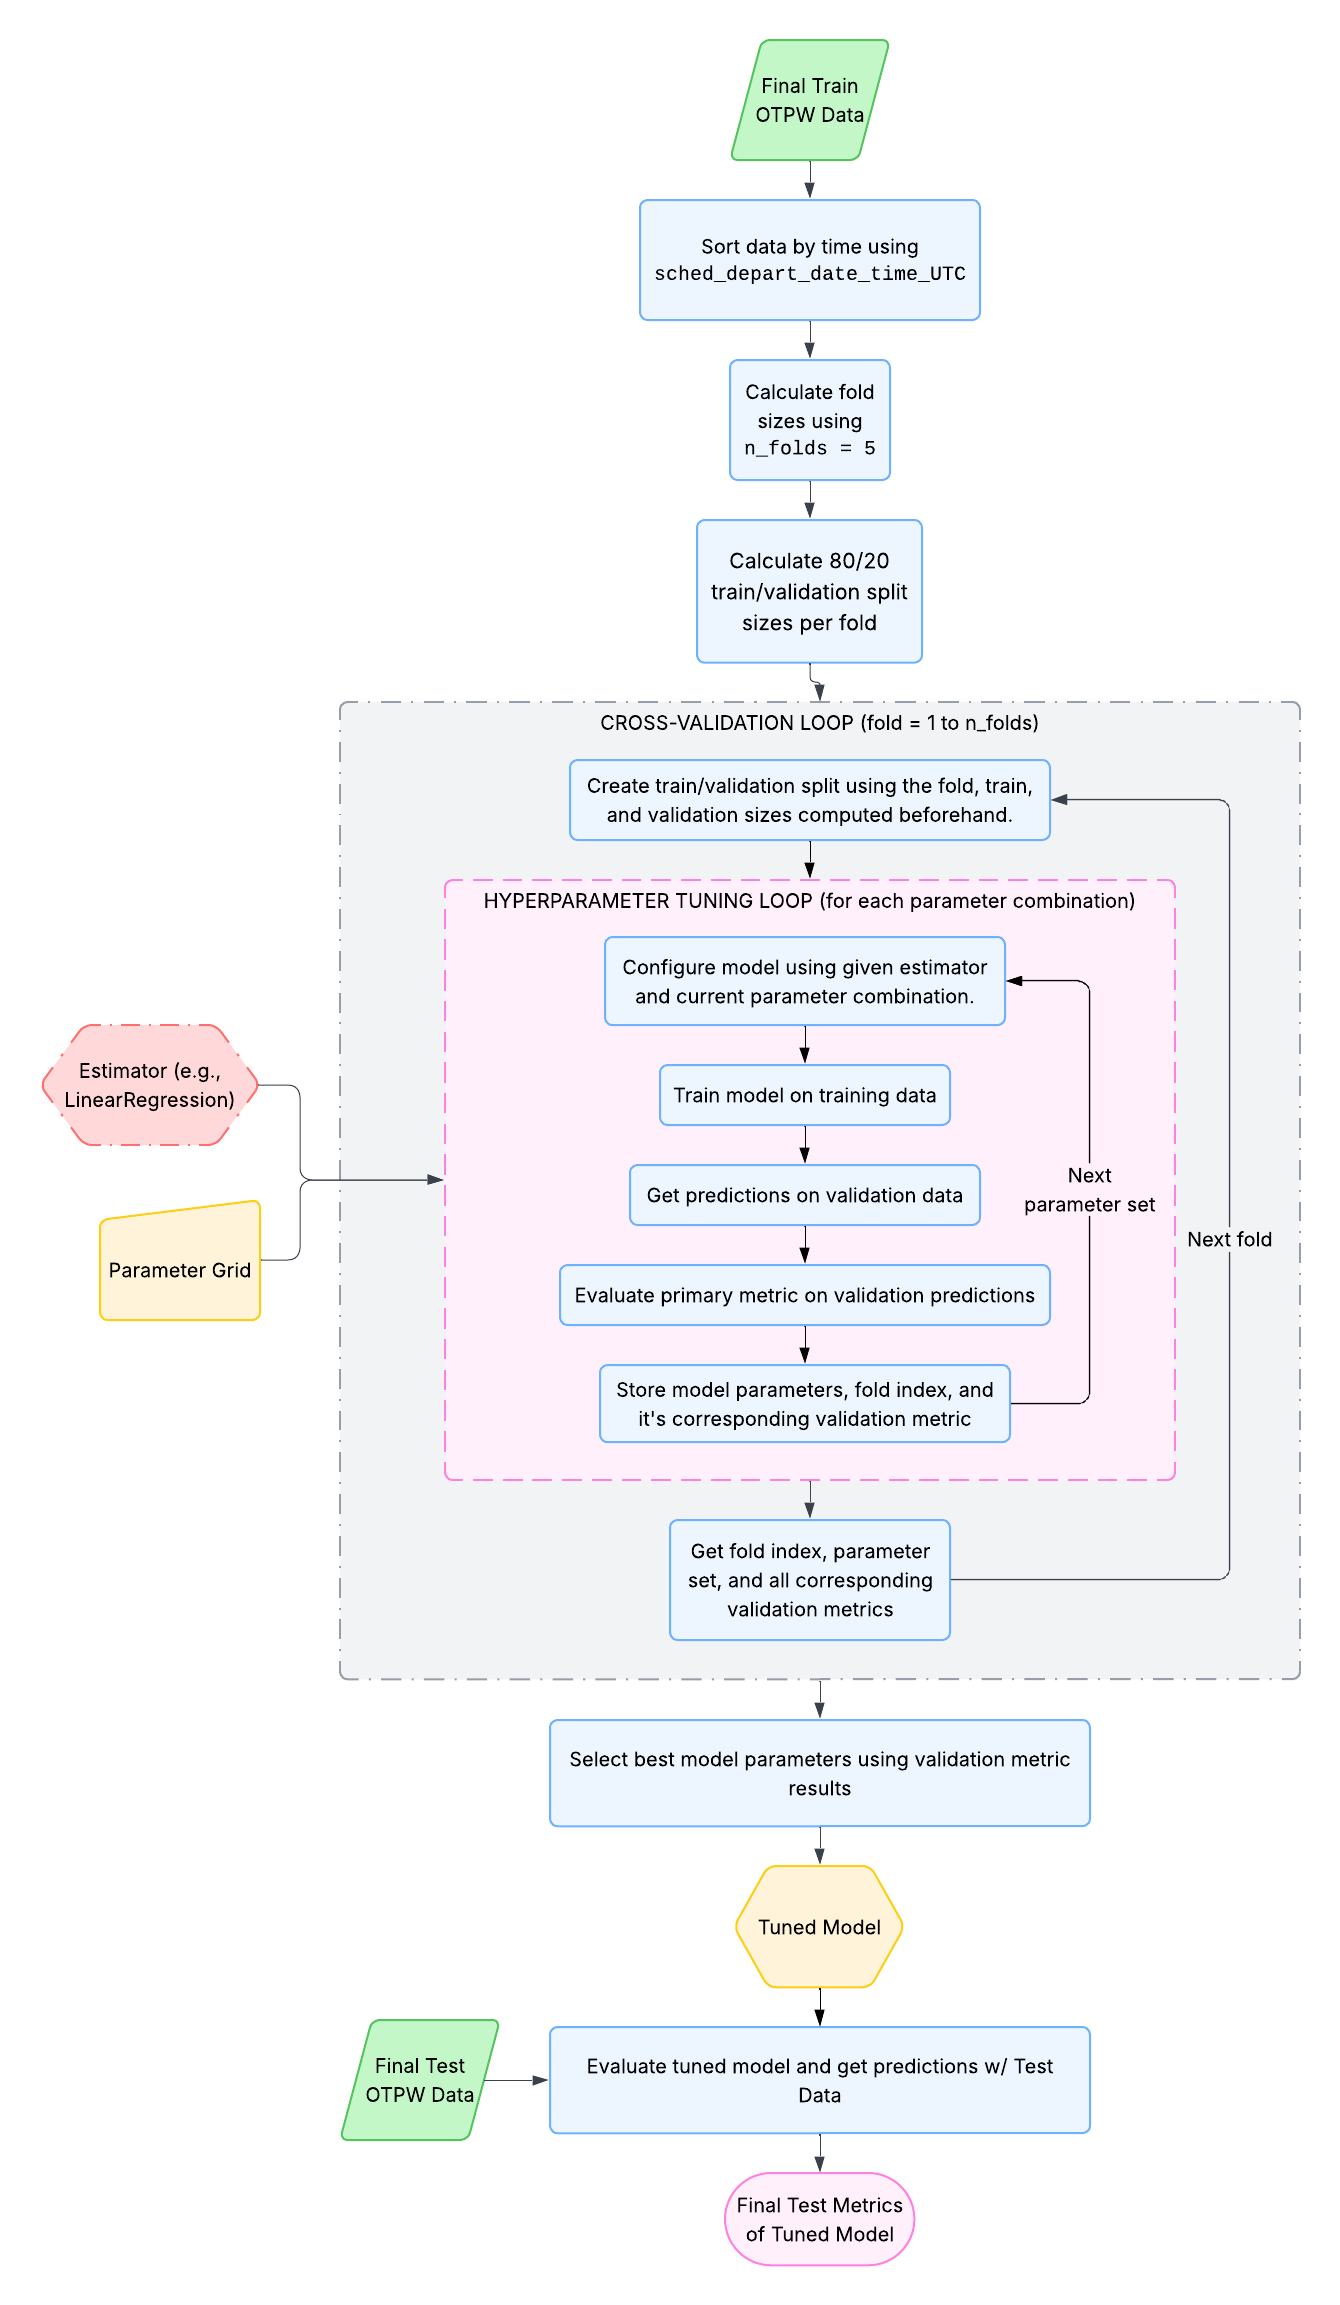 Final Train
OTPW Data
Sort data by time using
sched_depart_date_time_UTC
Calculate fold
sizes using
n_folds = 5
Calculate 80/20
train/validation split
sizes per fold
CROSS-VALIDATION LOOP (fold = 1 to n_folds)
Create train/validation split using the fold, train,
and validation sizes computed beforehand.
HYPERPARAMETER TUNING LOOP (for each parameter combination)
Configure model using given estimator
and current parameter combination.
Estimator (e.g.,
LinearRegression)
Train model on training data
Next
parameter set
Get predictions on validation data
Next fold
Parameter Grid
Evaluate primary metric on validation predictions
Store model parameters, fold index, and
it's corresponding validation metric
Get fold index, parameter
set, and all corresponding
validation metrics
Select best model parameters using validation metric
results
Tuned Model
Final Test
OTPW Data
Evaluate tuned model and get predictions w/ Test
Data
Final Test Metrics
of Tuned Model